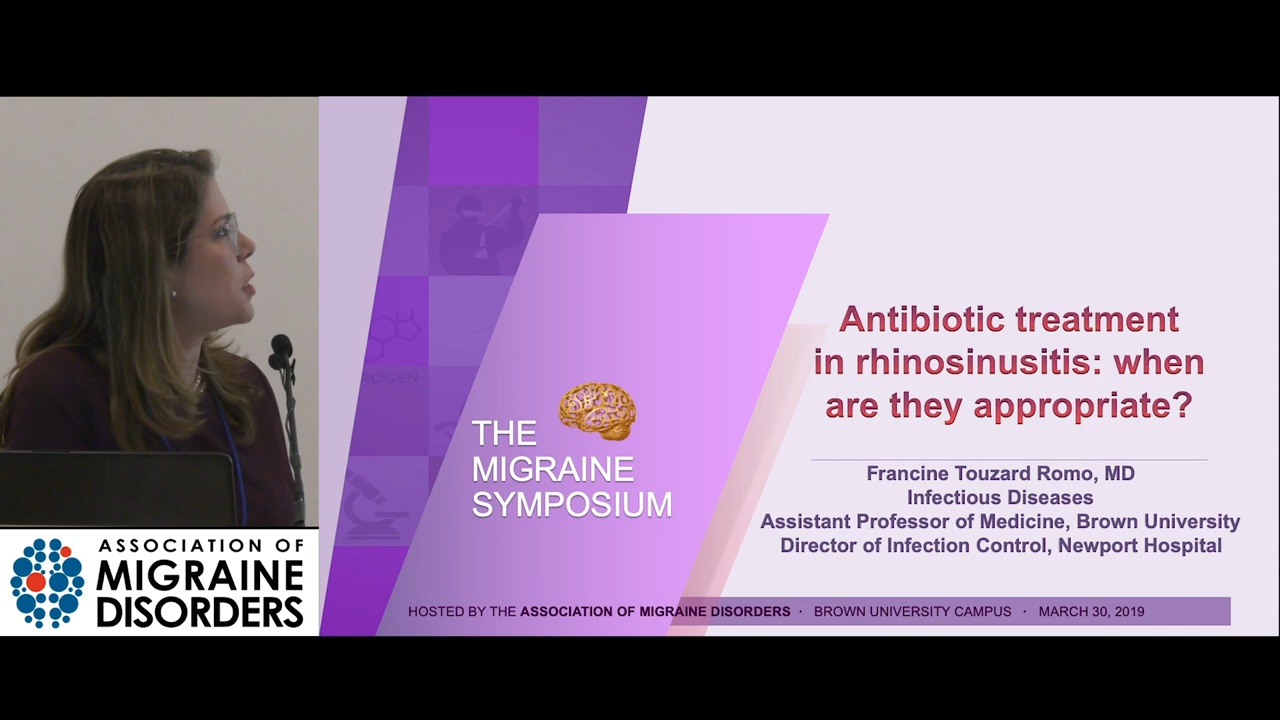 THE
MIGRAINE
SYMPOSIUM
Antibiotic treatment
in rhinosinusitis: when
are they appropriate?
Francine Touzard Romo, MD
Infectious Diseases
Assistant Professor of Medicine, Brown University
Director of Infection Control, Newport Hospital
HOSTED BY THE ASSOCIATION OF MIGRAINE DISORDERS · BROWN UNIVERSITY CAMPUS · MARCH 30, 2019
ASSOCIATION OF
MIGRAINE
DISORDERS
ROGEN